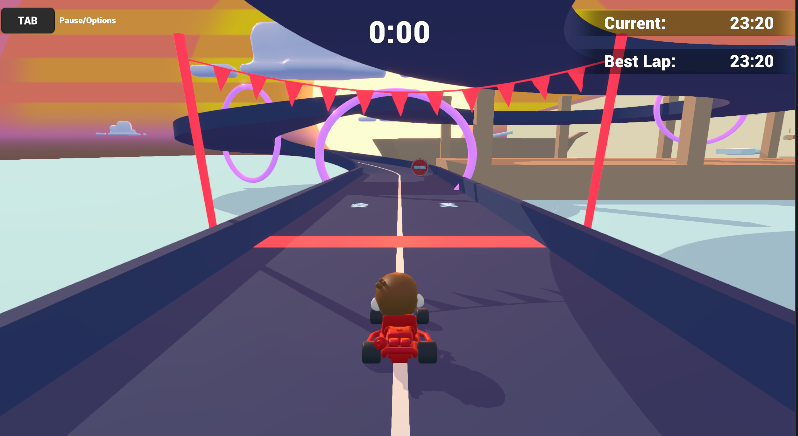 TAB Pause/Options
0:00
Current: 23:20
Best Lap: 23:20